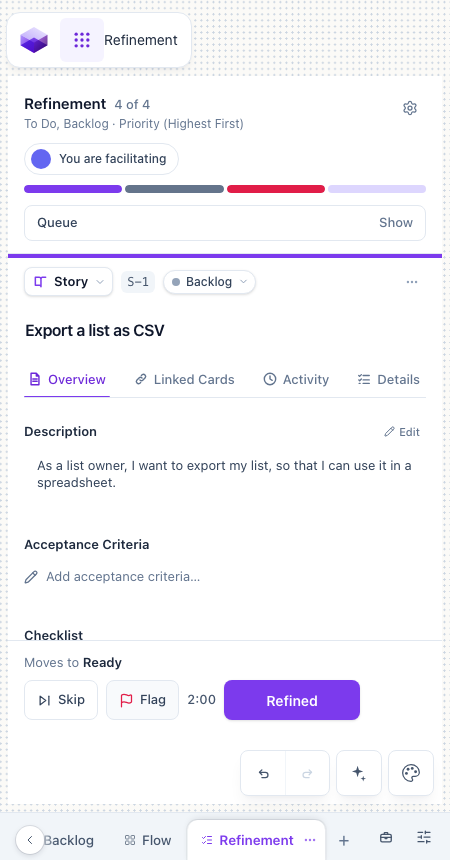 Refinement
Refinement 4 of 4
To Do, Backlog · Priority (Highest First)
You are facilitating
Queue Show
Story S-1 Backlog
Export a list as CSV
Overview Linked Cards Activity Details
Description Edit
As a list owner, I want to export my list, so that I can use it in a
spreadsheet.
Acceptance Criteria
Add acceptance criteria...
Checklist
Moves to Ready
Skip Flag 2:00 Refined
Backlog Flow Refinement